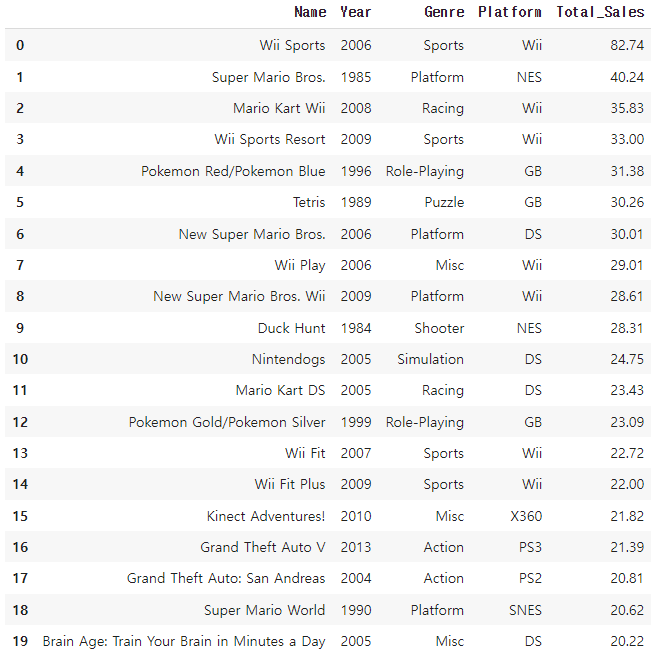 Name Year Genre Platform Total_Sales
0 Wii Sports 2006 Sports Wii 82.74
1 Super Mario Bros. 1985 Platform NES 40.24
2 Mario Kart Wii 2008 Racing Wii 35.83
3 Wii Sports Resort 2009 Sports Wii 33.00
4 Pokemon Red/Pokemon Blue 1996 Role-Playing GB 31.38
5 Tetris 1989 Puzzle GB 30.26
6 New Super Mario Bros. 2006 Platform DS 30.01
7 Wii Play 2006 Misc Wii 29.01
8 New Super Mario Bros. Wii 2009 Platform Wii 28.61
9 Duck Hunt 1984 Shooter NES 28.31
10 Nintendogs 2005 Simulation DS 24.75
11 Mario Kart DS 2005 Racing DS 23.43
12 Pokemon Gold/Pokemon Silver 1999 Role-Playing GB 23.09
13 Wii Fit 2007 Sports Wii 22.72
14 Wii Fit Plus 2009 Sports Wii 22.00
15 Kinect Adventures! 2010 Misc X360 21.82
16 Grand Theft Auto V 2013 Action PS3 21.39
17 Grand Theft Auto: San Andreas 2004 Action PS2 20.81
18 Super Mario World 1990 Platform SNES 20.62
19 Brain Age: Train Your Brain in Minutes a Day 2005 Misc DS 20.22